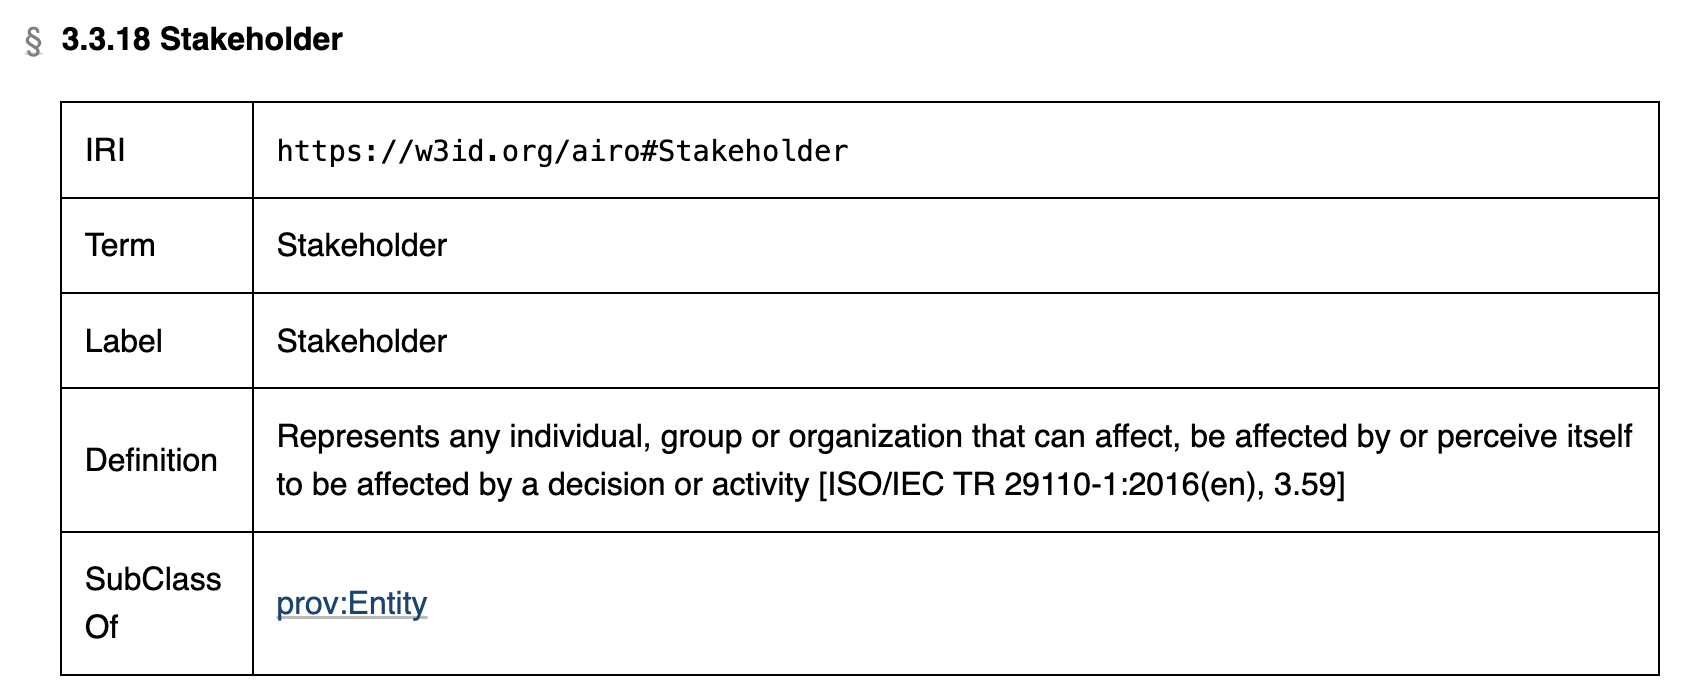 § 3.3.18 Stakeholder
IRI
https://w3id.org/airo#Stakeholder
Term
Stakeholder
Label
Stakeholder
Definition
Represents any individual, group or organization that can affect, be affected by or perceive itself
to be affected by a decision or activity [ISO/IEC TR 29110-1:2016(en), 3.59]
SubClass
Of
prov:Entity